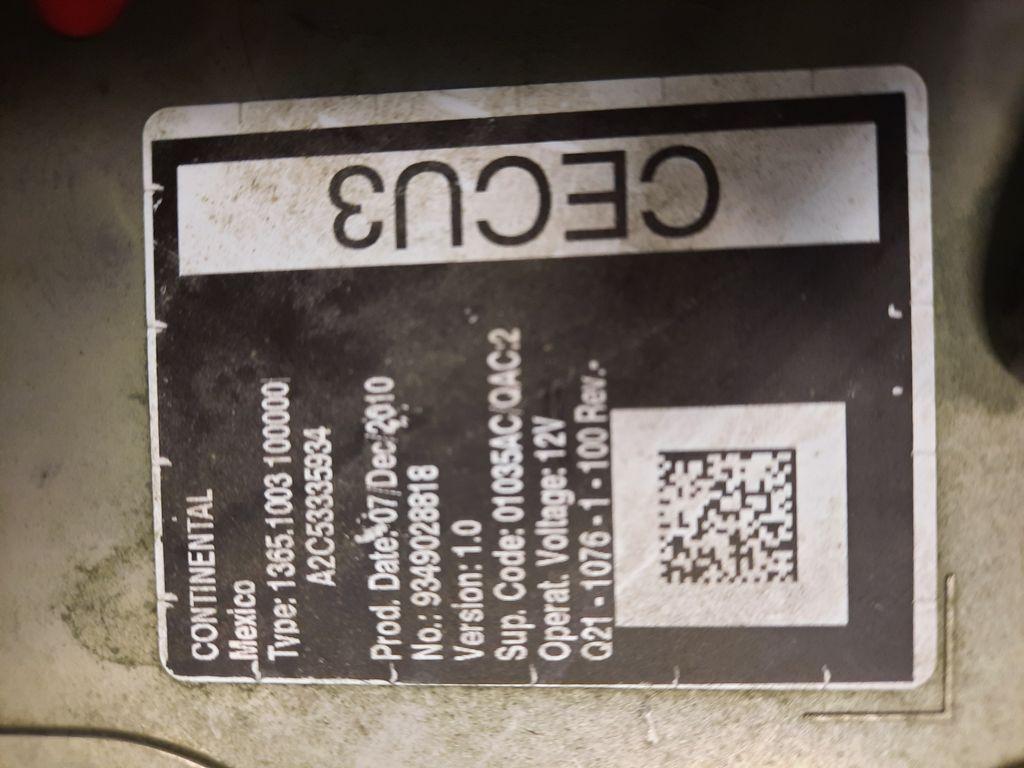 CONTINENTAL
Mexico
Type: 1365.1003 100000
A2C53335934
Prod. Date: 07/Dec/2010
No.: 9349028818
Version: 1.0
Sup. Code: 01035AC/QAC:2
Operat. Voltage: 12V
Q21 - 1076 - 1 - 100 Rev.-
CECU3